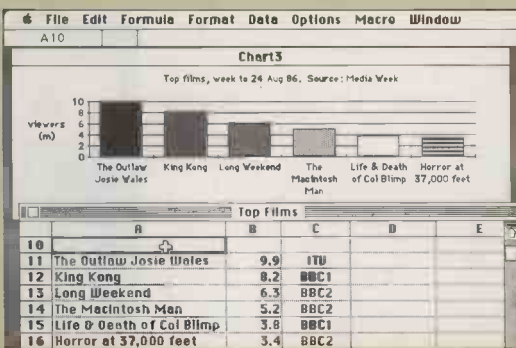 File Edit Formula Format Data Options Macro Window
A10
Chart3
Top films, week to 24 Aug 86. Source: Media Week
viewers
(m)
10
8
6
4
2
0
The Outlaw
Josie Wales
King Kong
Long Weekend
The
Macintosh
Man
Life & Death
of Col Blimp
Horror at
37,000 feet
Top Films
A B C D E
10
11 The Outlaw Josie Wales 9.9 ITV
12 King Kong 8.2 BBC1
13 Long Weekend 6.3 BBC2
14 The Macintosh Man 5.2 BBC2
15 Life & Death of Col Blimp 3.8 BBC1
16 Horror at 37,000 feet 3.4 BBC2